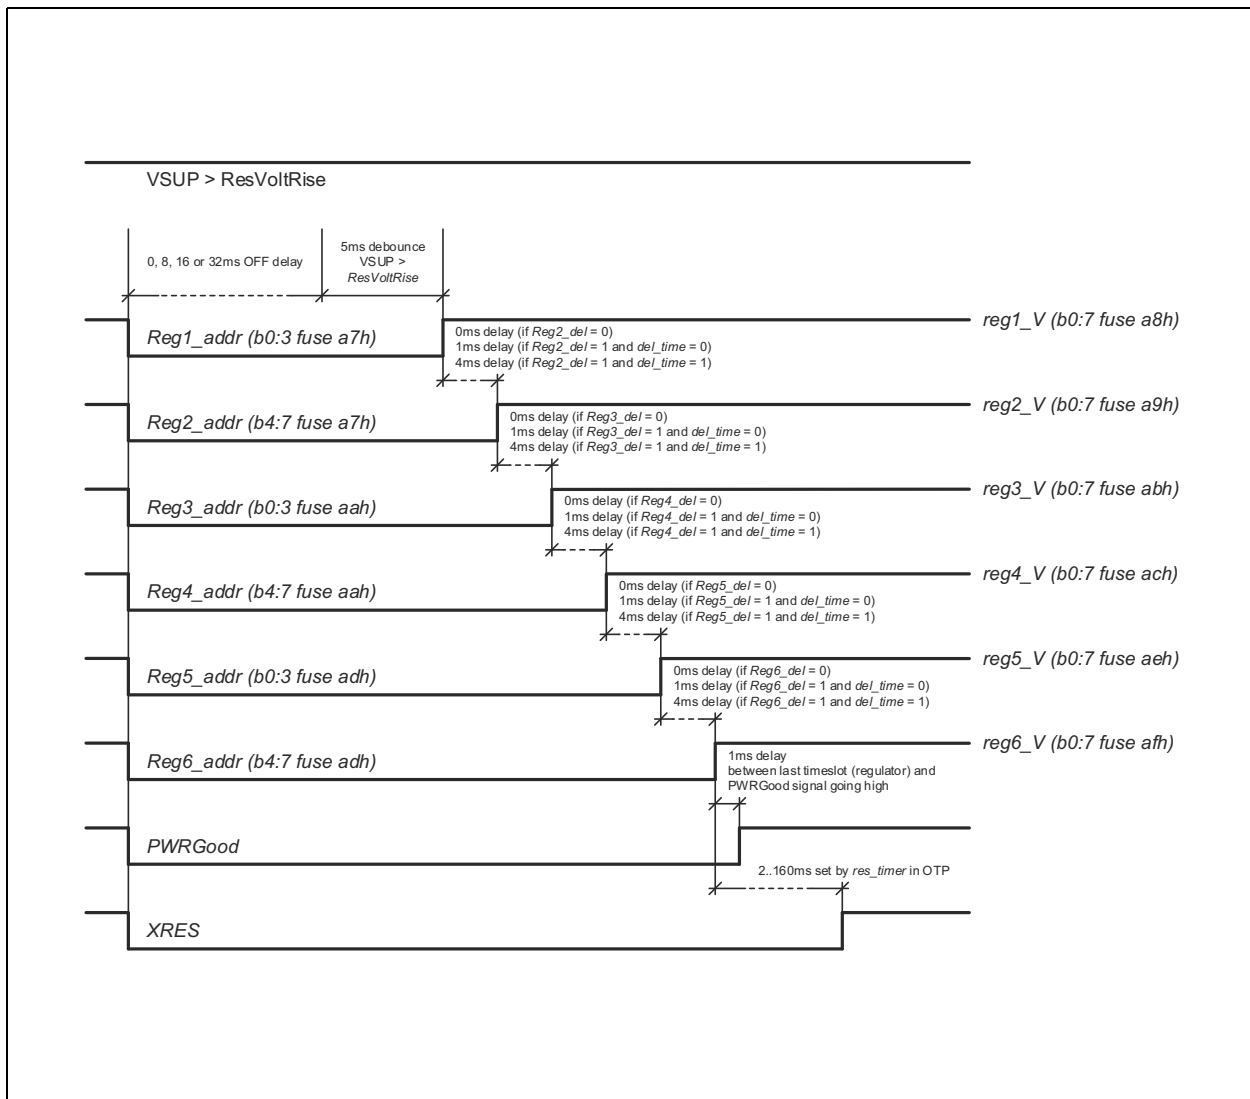 VSUP > ResVoltRise
0, 8, 16 or 32ms OFF delay
5ms debounce
VSUP >
ResVoltRise
Reg1_addr (b0:3 fuse a7h)
0ms delay (if Reg2_del = 0)
1ms delay (if Reg2_del = 1 and del_time = 0)
4ms delay (if Reg2_del = 1 and del_time = 1)
reg1_V (b0:7 fuse a8h)
Reg2_addr (b4:7 fuse a7h)
0ms delay (if Reg3_del = 0)
1ms delay (if Reg3_del = 1 and del_time = 0)
4ms delay (if Reg3_del = 1 and del_time = 1)
reg2_V (b0:7 fuse a9h)
Reg3_addr (b0:3 fuse aah)
0ms delay (if Reg4_del = 0)
1ms delay (if Reg4_del = 1 and del_time = 0)
4ms delay (if Reg4_del = 1 and del_time = 1)
reg3_V (b0:7 fuse abh)
Reg4_addr (b4:7 fuse aah)
0ms delay (if Reg5_del = 0)
1ms delay (if Reg5_del = 1 and del_time = 0)
4ms delay (if Reg5_del = 1 and del_time = 1)
reg4_V (b0:7 fuse ach)
Reg5_addr (b0:3 fuse adh)
0ms delay (if Reg6_del = 0)
1ms delay (if Reg6_del = 1 and del_time = 0)
4ms delay (if Reg6_del = 1 and del_time = 1)
reg5_V (b0:7 fuse aeh)
Reg6_addr (b4:7 fuse adh)
1ms delay
between last timeslot (regulator) and
PWRGood signal going high
reg6_V (b0:7 fuse afh)
PWRGood
2..160ms set by res_timer in OTP
XRES